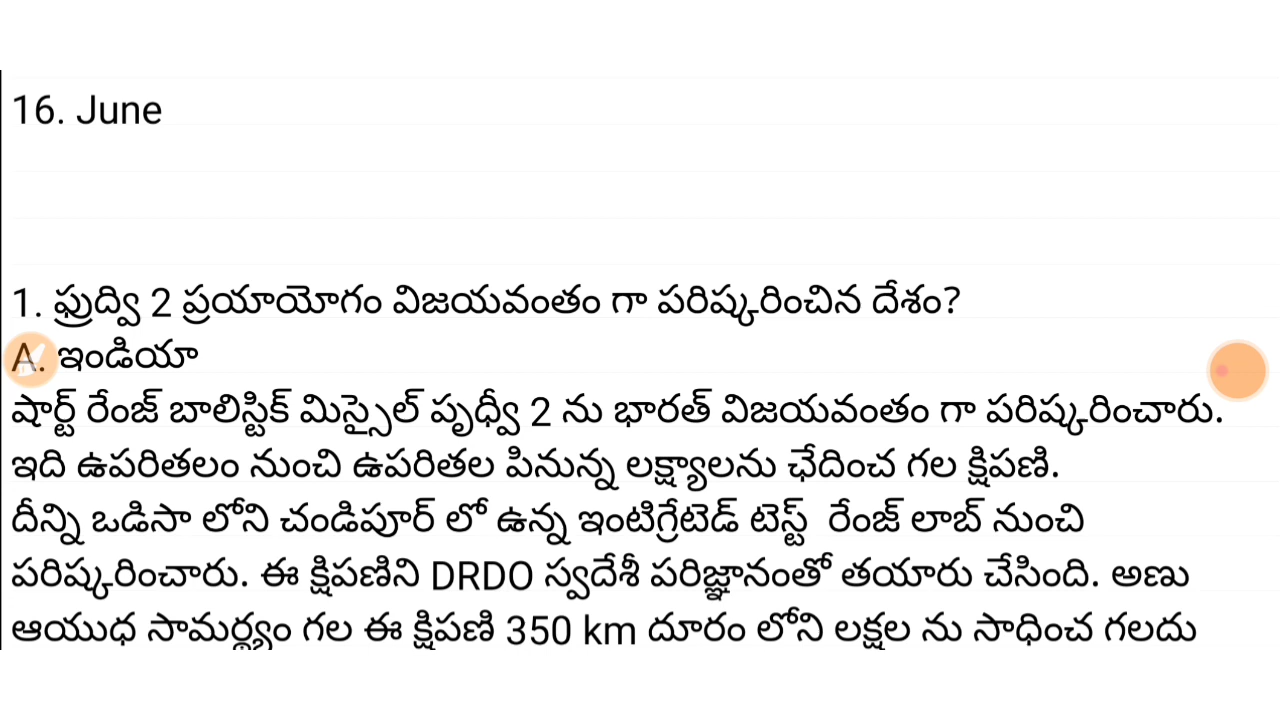 16. June
1. ఫ్రుద్వి 2 ప్రయాయోగం విజయవంతం గా పరిష్కరించిన దేశం?
A. ఇండియా
షార్ట్ రేంజ్ బాలిస్టిక్ మిస్సైల్ పృధ్వీ 2 ను భారత్ విజయవంతం గా పరిష్కరించారు.
ఇది ఉపరితలం నుంచి ఉపరితల పినున్న లక్ష్యాలను ఛేదించ గల క్షిపణి.
దీన్ని ఒడిసా లోని చండిపూర్ లో ఉన్న ఇంటిగ్రేటెడ్ టెస్ట్ రేంజ్ లాబ్ నుంచి
పరిష్కరించారు. ఈ క్షిపణిని DRDO స్వదేశీ పరిజ్ఞానంతో తయారు చేసింది. అణు
ఆయుధ సామర్థ్యం గల ఈ క్షిపణి 350 km దూరం లోని లక్షల ను సాధించ గలదు